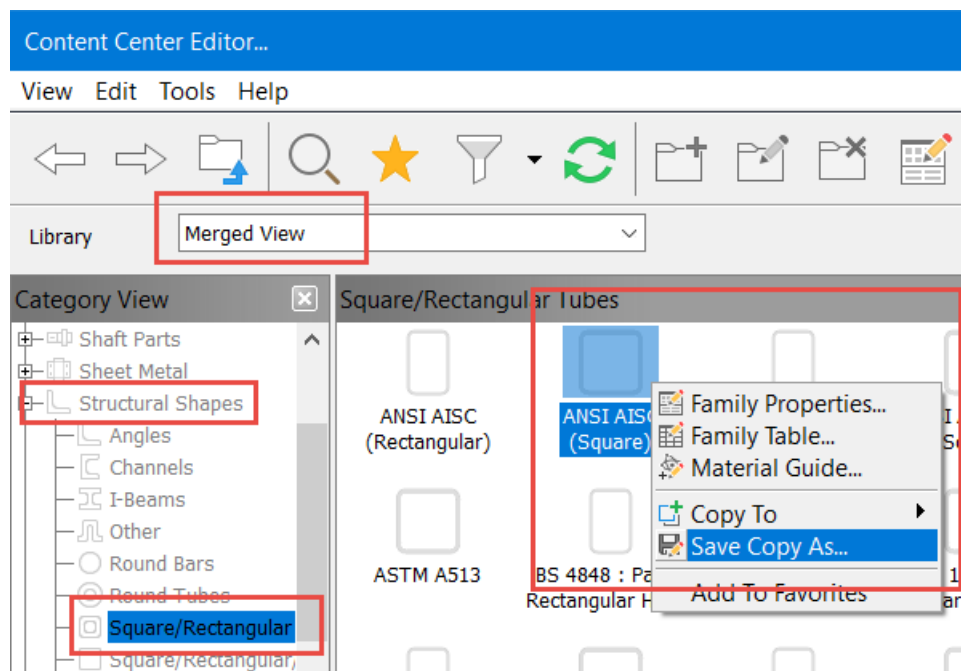 Content Center Editor...
View Edit Tools Help
Library
Merged View
Category View
Square/Rectangular Tubes
Shaft Parts
Sheet Metal
Structural Shapes
Angles
Channels
I-Beams
Other
Round Bars
Round Tubes
Square/Rectangular
Square/Rectangular/
ANSI AISC
(Rectangular)
ANSI AISC
(Square)
ASTM A513
BS 4848 : Pa
Rectangular H
Family Properties...
Family Table...
Material Guide...
Copy To
Save Copy As...
Add To Favorites